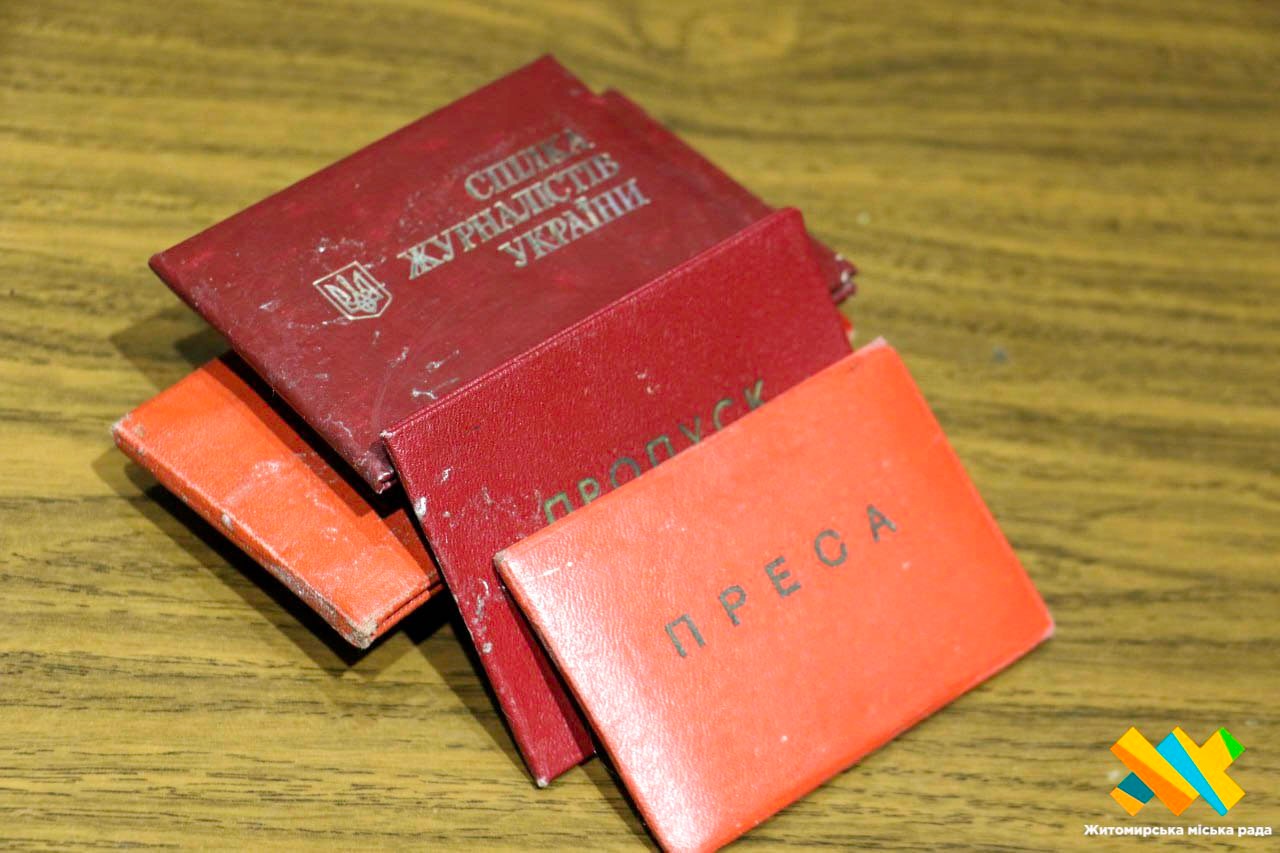 СПІЛКА
ЖУРНАЛІСТІВ
УКРАЇНИ
ПРОПУСК
ПРЕСА
Житомирська міська рада